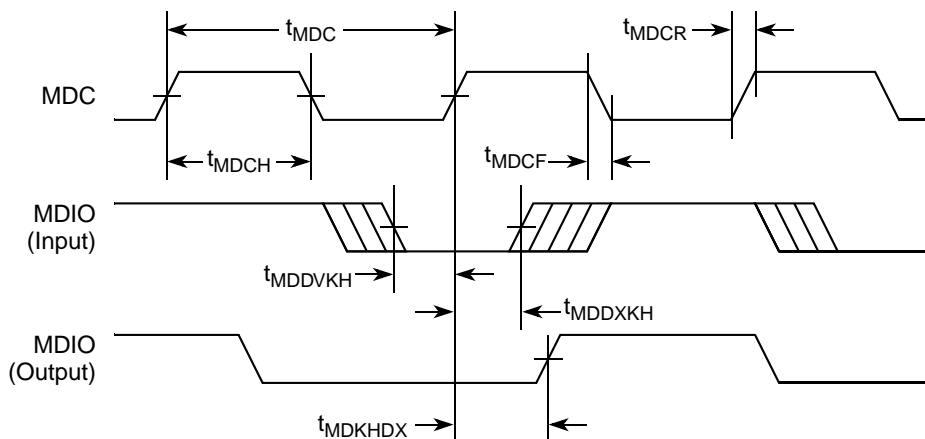 tMDC
tMDCR
MDC
tMDCH
tMDCF
MDIO
(Input)
tMDDVKH
tMDDXKH
MDIO
(Output)
tMDKHDX